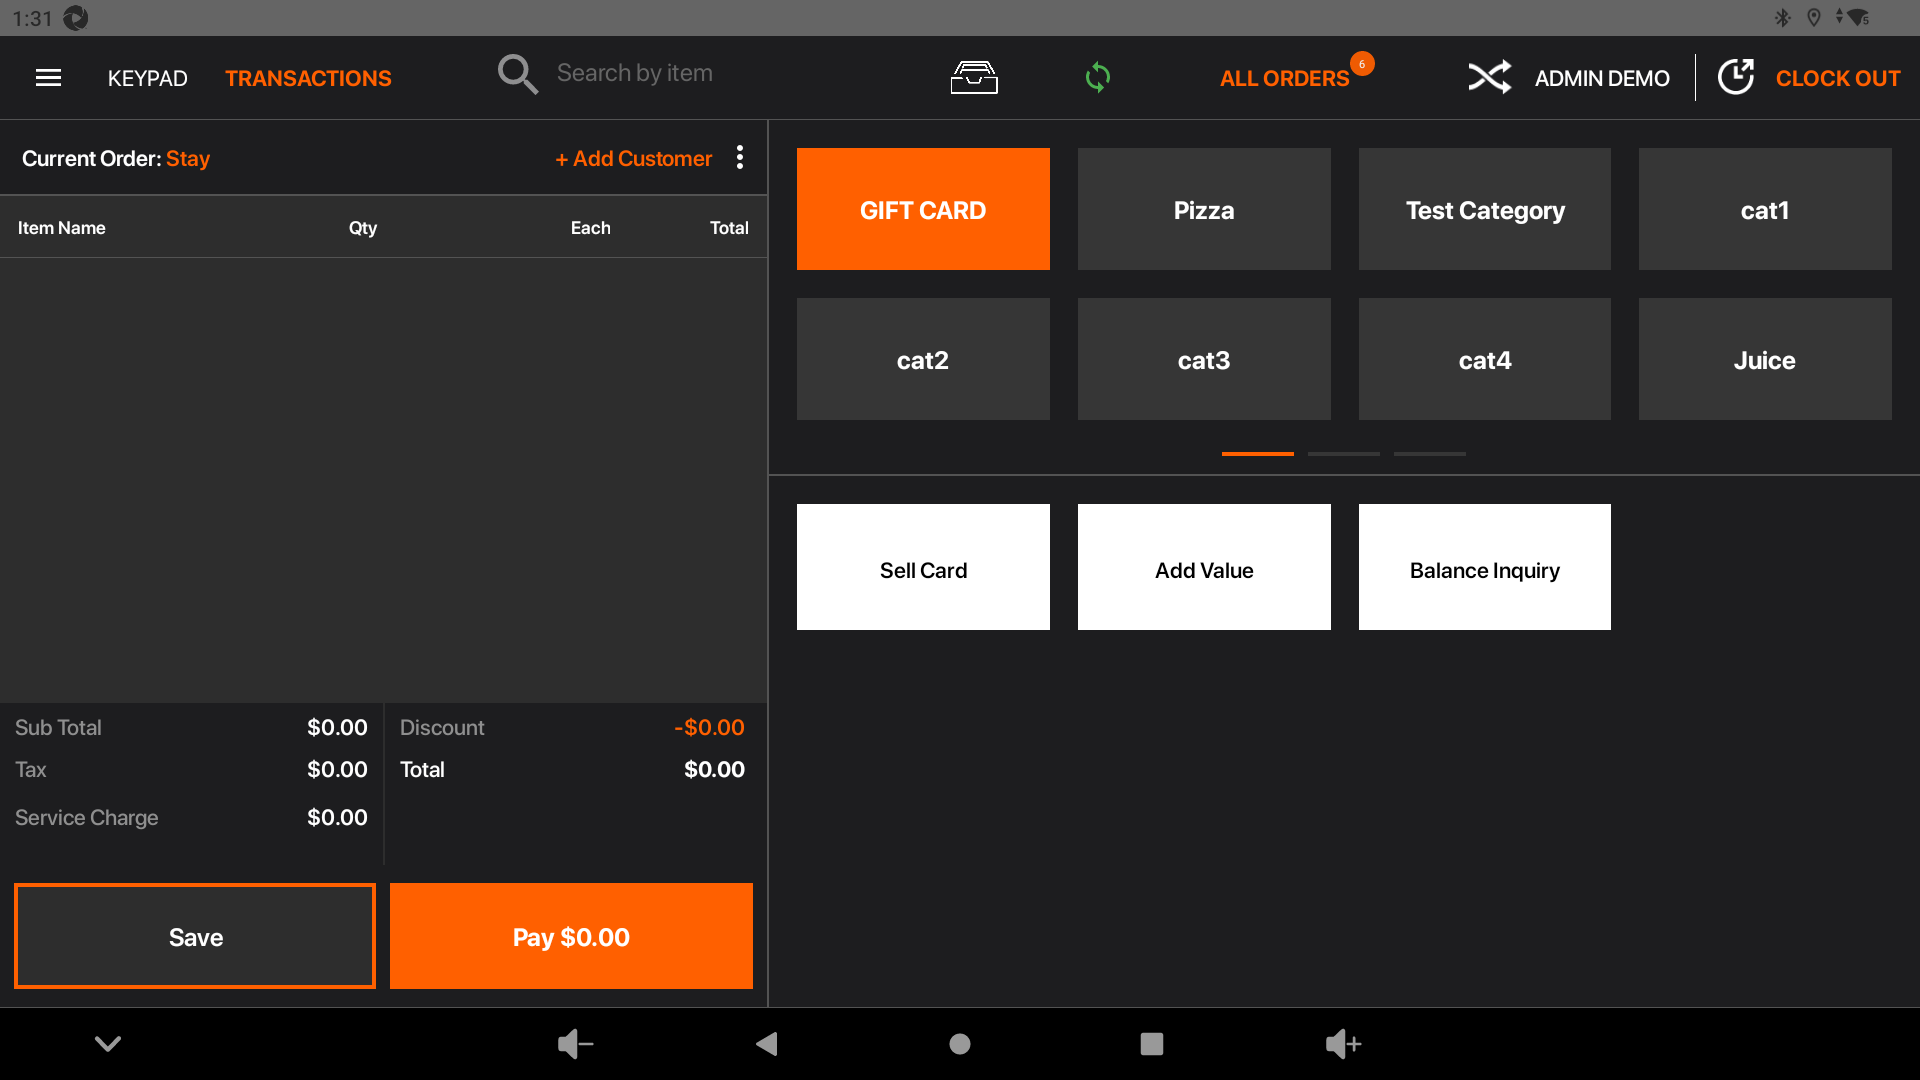 1:31
5
KEYPAD
TRANSACTIONS
Search by item
ALL ORDERS
6
ADMIN DEMO
CLOCK OUT
Current Order: Stay
+ Add Customer
Item Name Qty Each Total
GIFT CARD
Pizza
Test Category
cat1
cat2
cat3
cat4
Juice
Sell Card
Add Value
Balance Inquiry
Sub Total $0.00
Discount -$0.00
Tax $0.00
Total $0.00
Service Charge $0.00
Save
Pay $0.00